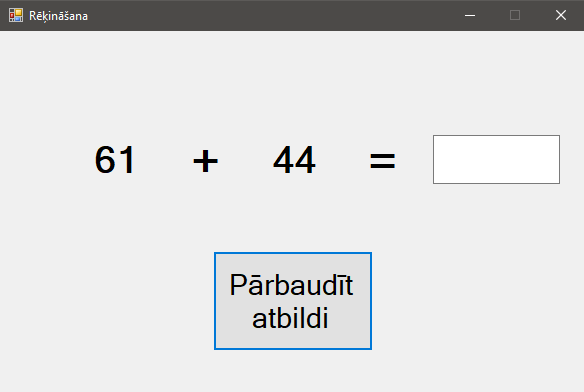 Rēķināšana
61 + 44 =
Pārbaudīt
atbildi